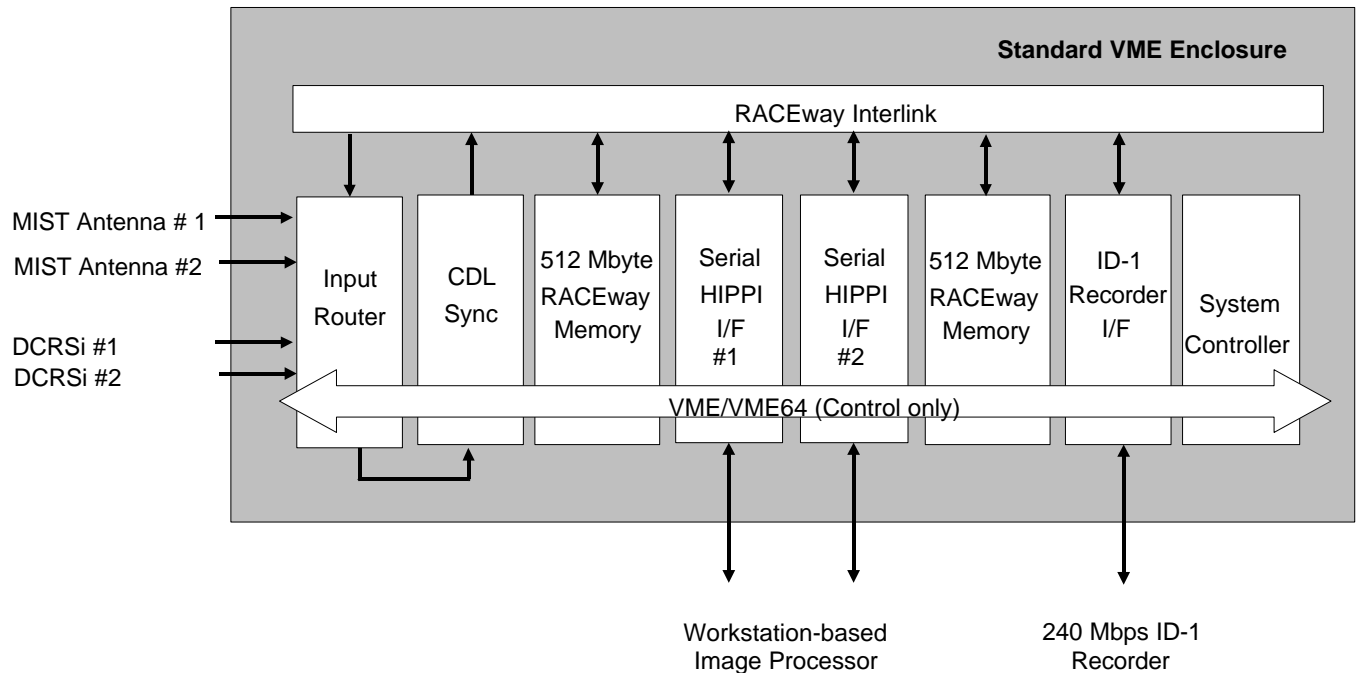 Standard VME Enclosure
RACEway Interlink
MIST Antenna # 1
MIST Antenna #2
DCRSi #1
DCRSi #2
Input
Router
CDL
Sync
512 Mbyte
RACEway
Memory
Serial
HIPPI
I/F
#1
Serial
HIPPI
I/F
#2
512 Mbyte
RACEway
Memory
ID-1
Recorder
I/F
System
Controller
VME/VME64 (Control only)
Workstation-based
Image Processor
240 Mbps ID-1
Recorder